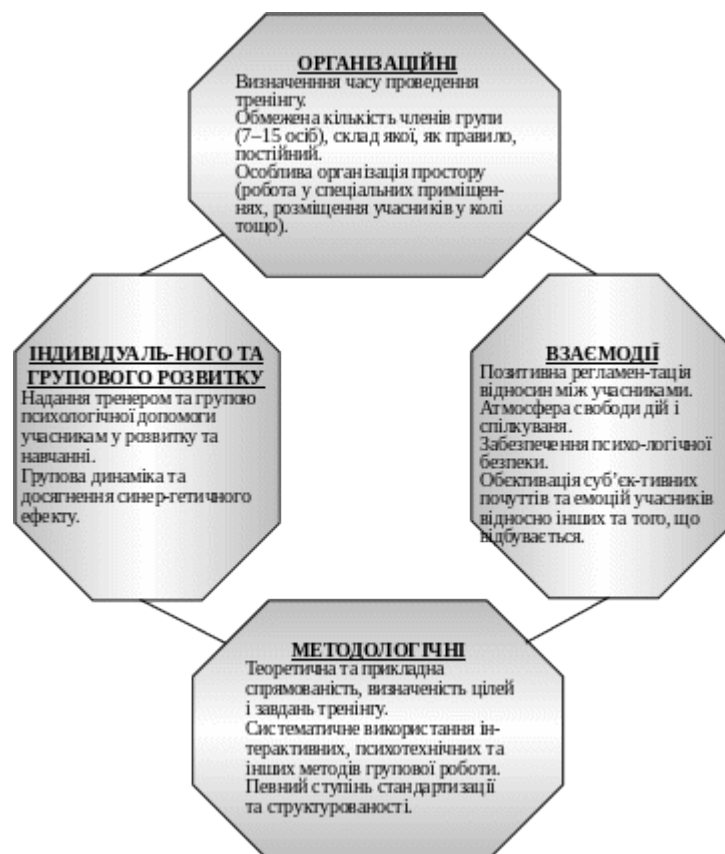 ОРГАНІЗАЦІЙНІ
Визначенння часу проведення
тренінгу.
Обмежена кількість членів групи
(7–15 осіб), склад якої, як правило,
постійний.
Особлива організація простору
(робота у спеціальних приміщен-
нях, розміщення учасників у колі
тощо).
ІНДИВІДУАЛЬ-НОГО ТА
ГРУПОВОГО РОЗВИТКУ
Надання тренером та групою
психологічної допомоги
учасникам у розвитку та
навчанні.
Групова динаміка та
досягнення синер-гетичного
ефекту.
ВЗАЄМОДІЇ
Позитивна регламен-тація
відносин між учасниками.
Атмосфера свободи дій і
спілкуваня.
Забезпечення психо-логічної
безпеки.
Обєктивація суб’єк-тивних
почуттів та емоцій учасників
відносно інших та того, що
відбувається.
МЕТОДОЛОГІЧНІ
Теоретична та прикладна
спрямованість, визначеність цілей
і завдань тренінгу.
Систематичне використання ін-
терактивних, психотехнічних та
інших методів групової роботи.
Певний ступінь стандартизації
та структурованості.